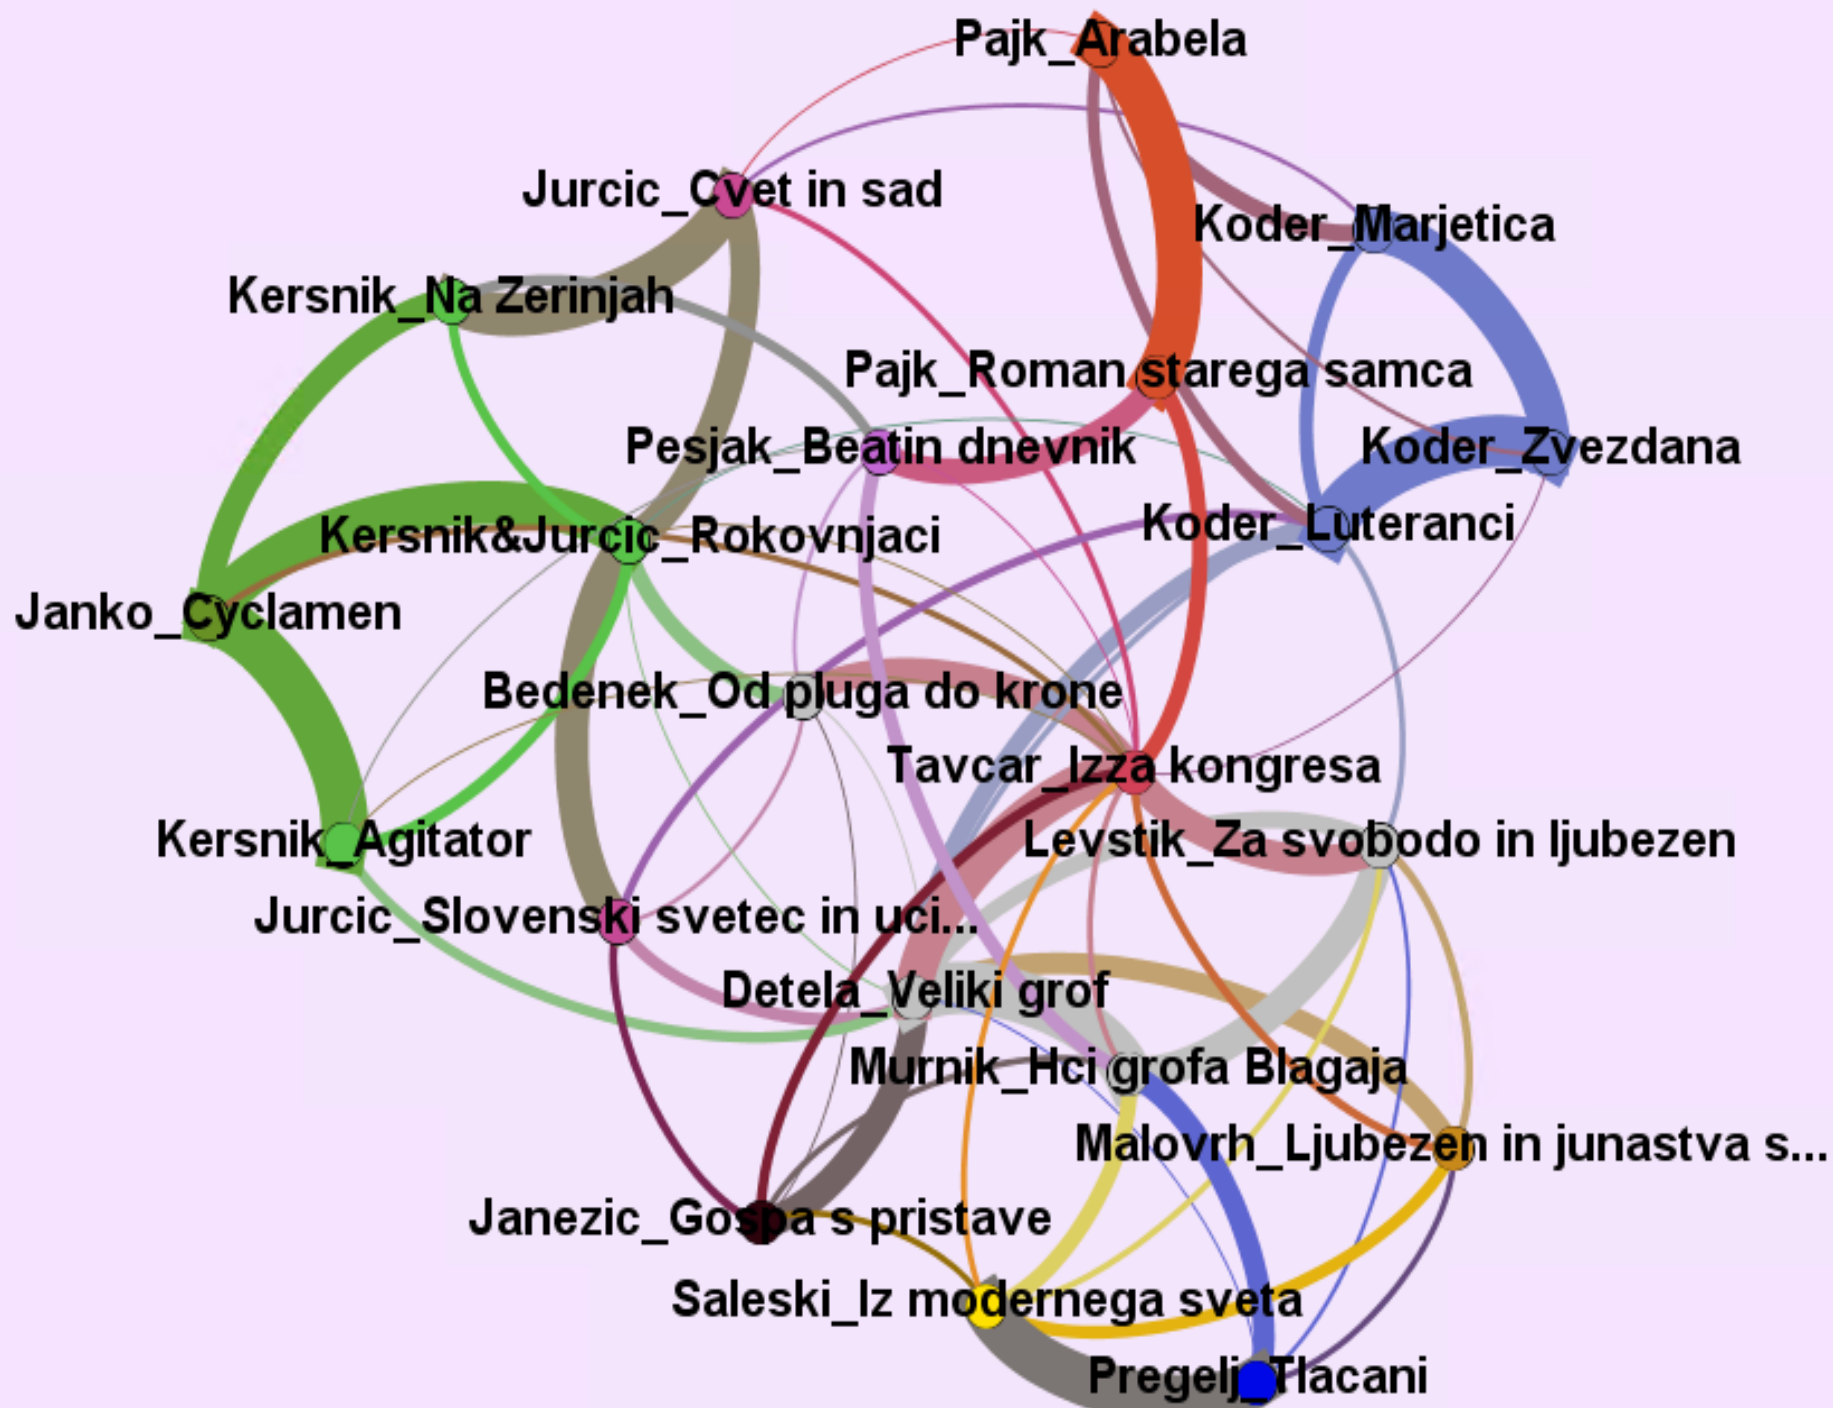 Pajk_Arabela
Jurcic_Cvet in sad
Koder_Marjetica
Kersnik_Na Zerinjah
Pajk_Roman starega samca
Pesjak_Beatin dnevnik
Koder_Zvezdana
Koder_Luteranci
Kersnik&Jurcic_Rokovnjaci
Janko_Cyclamen
Bedenek_Od pluga do krone
Tavcar_Izza kongresa
Kersnik_Agitator
Levstik_Za svobodo in ljubezen
Jurcic_Slovenski svetec in uci...
Detela_Veliki grof
Murnik_Hci grofa Blagaja
Malovrh_Ljubezen in junastva s...
Janezic_Gospa s pristave
Saleski_Iz modernega sveta
Pregelj_Tlacani